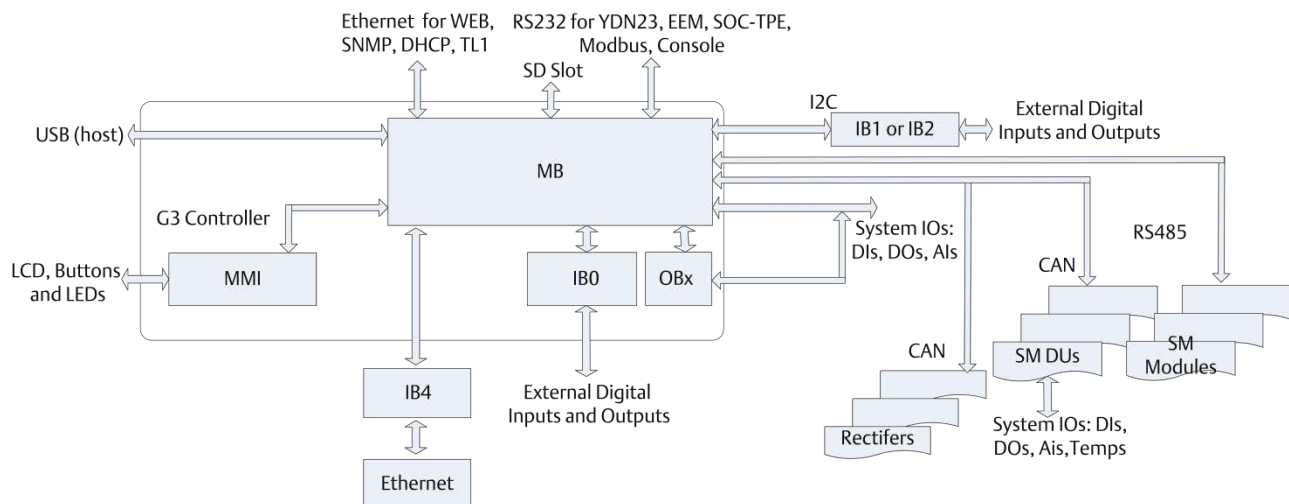 Ethernet for WEB,
SNMP, DHCP, TL1
RS232 for YDN23, EEM, SOC-TPE,
Modbus, Console
SD Slot
I2C
USB (host)
MB
IB1 or IB2
External Digital
Inputs and Outputs
G3 Controller
System IOs:
DIs, DOs, AIs
RS485
LCD, Buttons
and LEDs
MMI
IB0
OBx
CAN
CAN
SM DUs
SM
Modules
IB4
External Digital
Inputs and Outputs
Rectifers
System IOs: DIs,
DOs, Ais,Temps
Ethernet